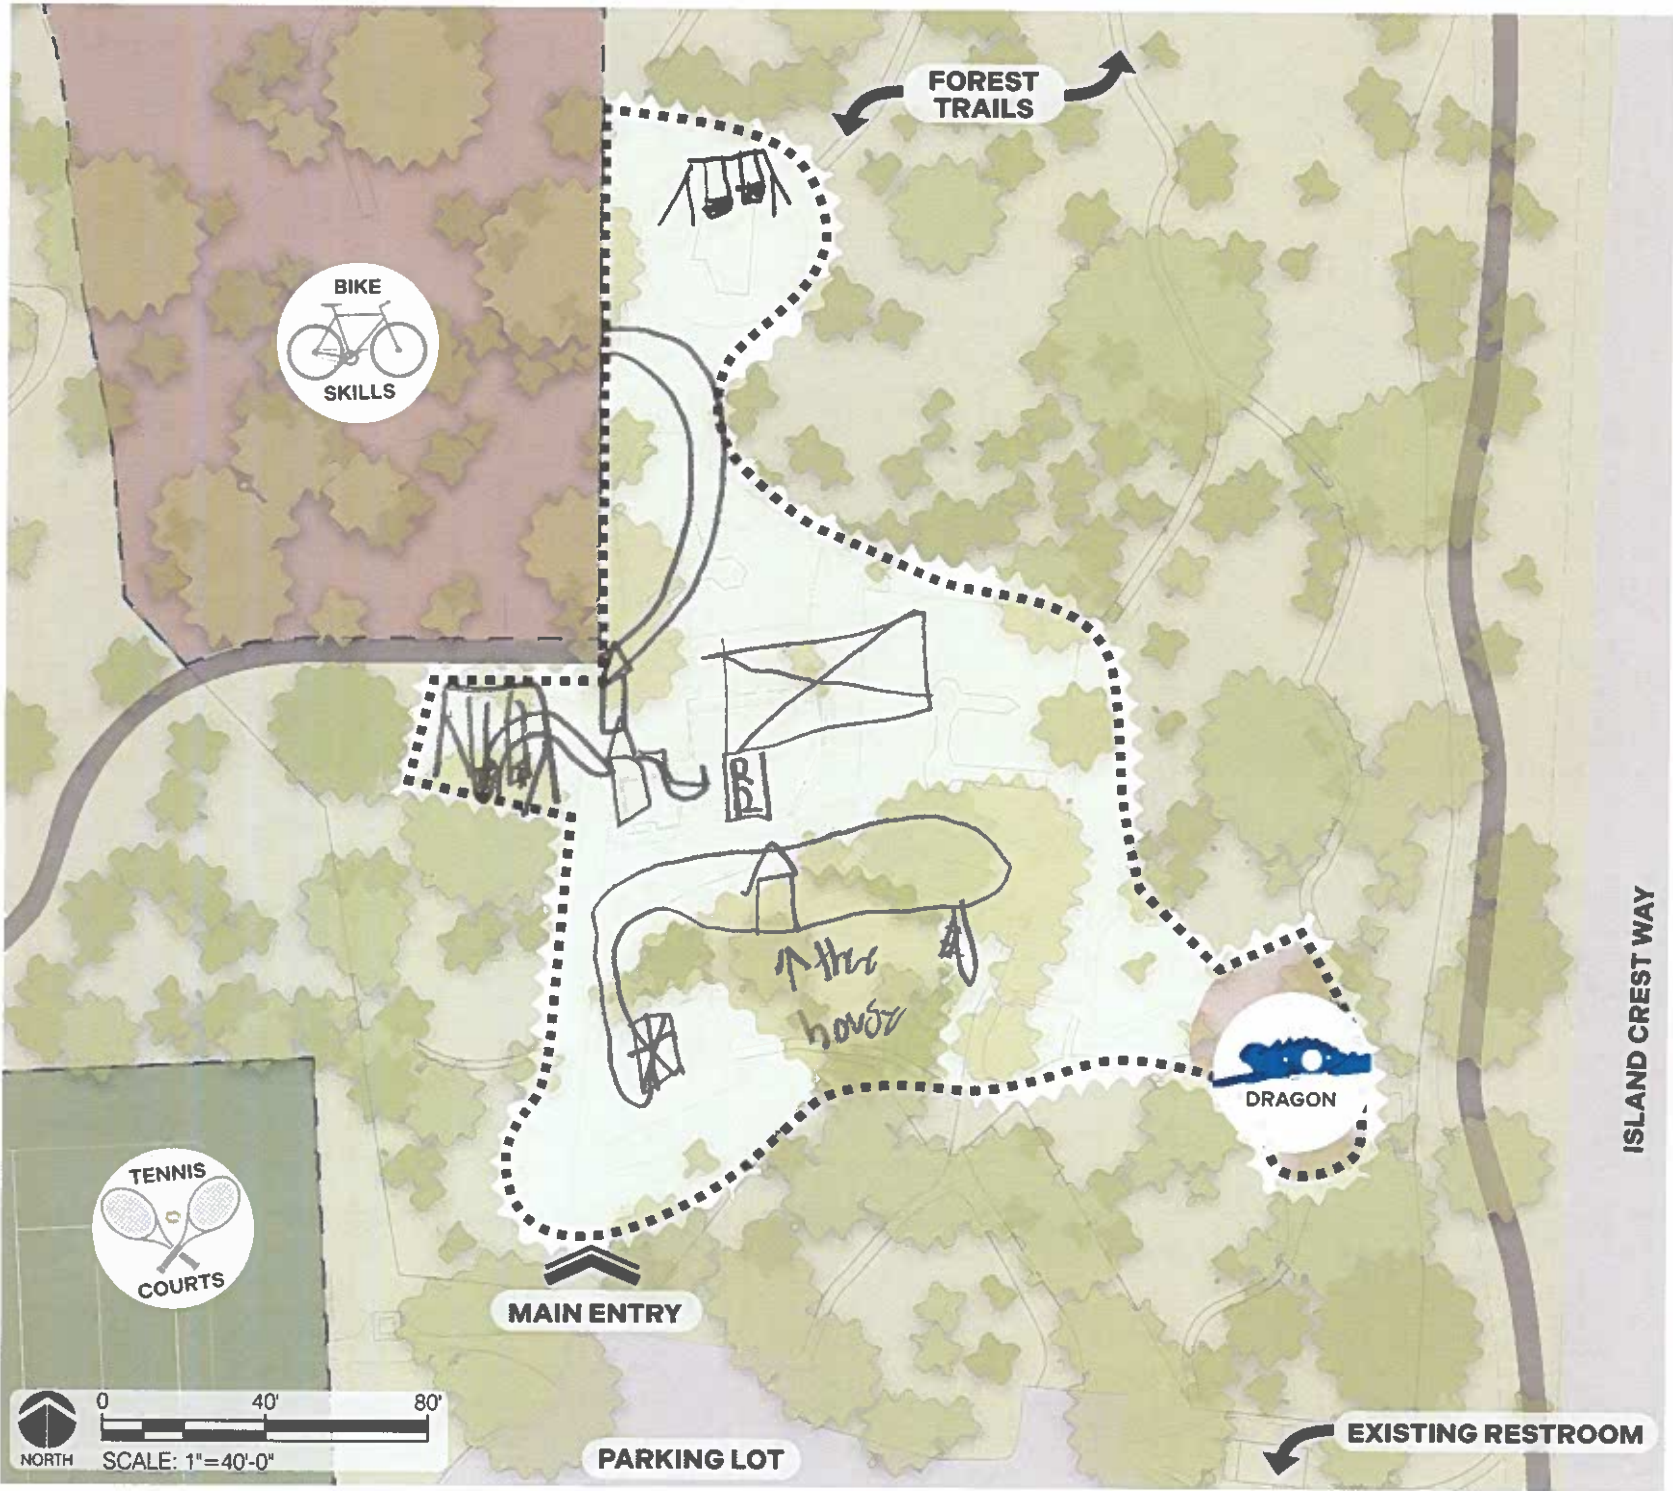 FOREST
TRAILS
BIKE
SKILLS
↑ thee
house
DRAGON
ISLAND CREST WAY
TENNIS
COURTS
MAIN ENTRY
0 40' 80'
NORTH
SCALE: 1"=40'-0"
PARKING LOT
EXISTING RESTROOM